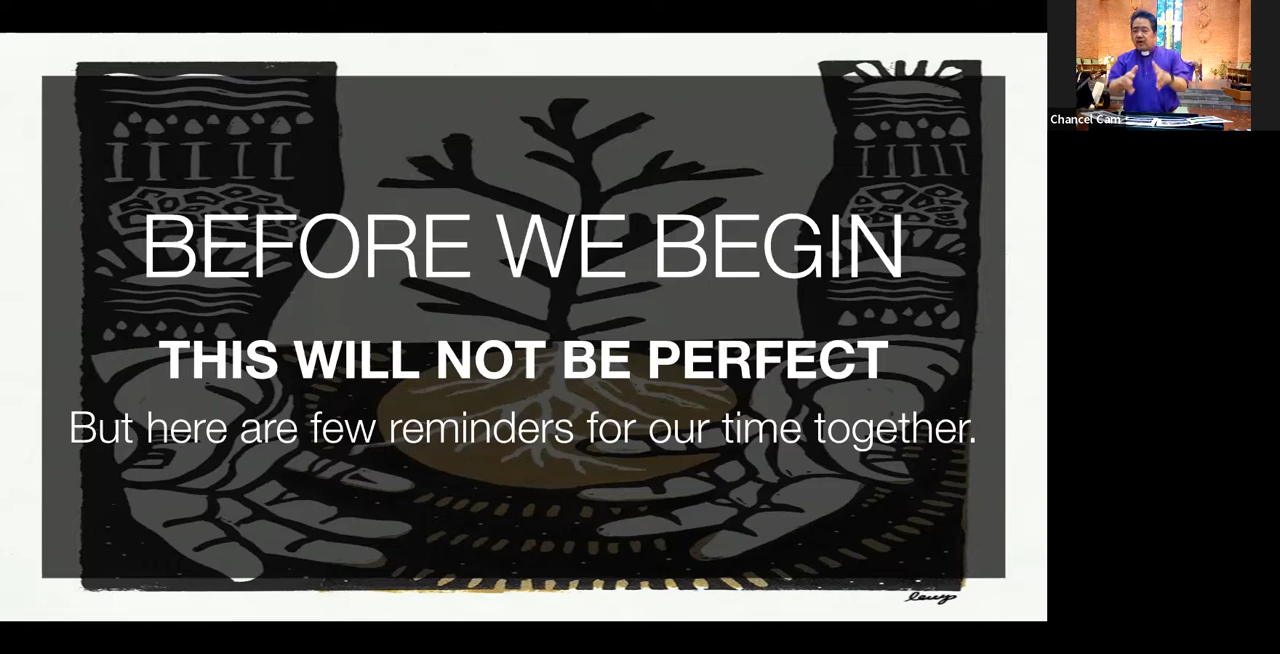 BEFORE WE BEGIN
THIS WILL NOT BE PERFECT
But here are few reminders for our time together.
Chancel Cam